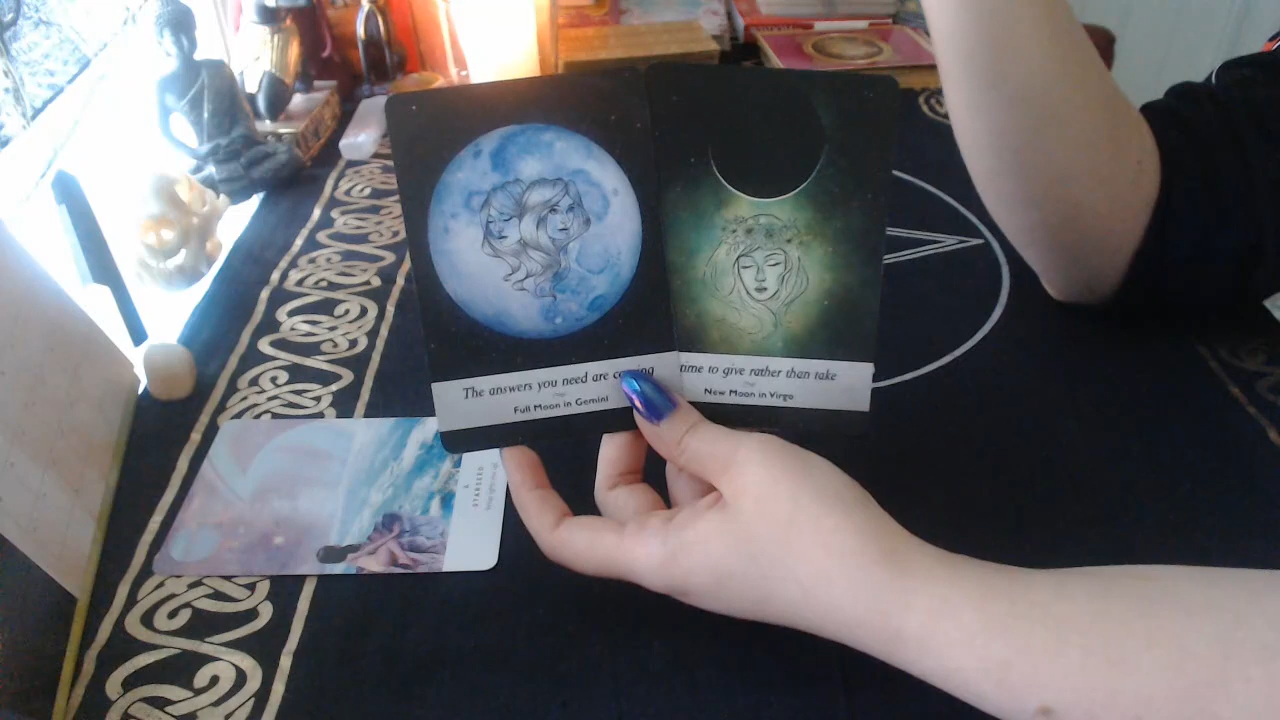 The answers you need are coming
Full Moon in Gemini
time to give rather than take
New Moon in Virgo
STARSEED